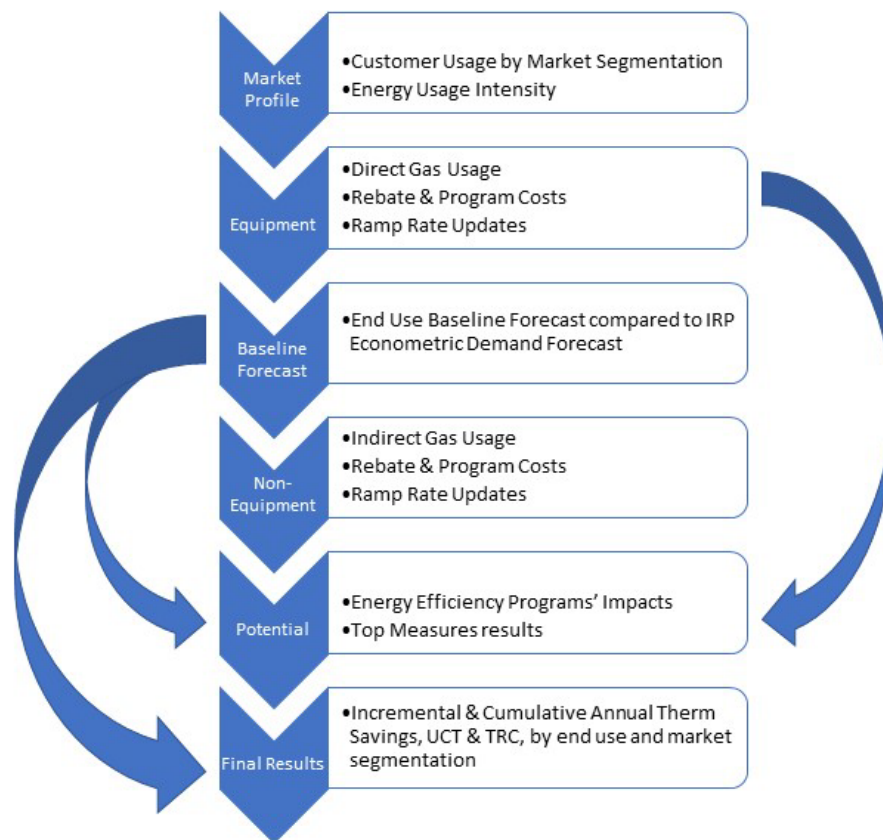 Market
Profile
•Customer Usage by Market Segmentation
•Energy Usage Intensity
Equipment
•Direct Gas Usage
•Rebate & Program Costs
•Ramp Rate Updates
Baseline
Forecast
•End Use Baseline Forecast compared to IRP
Econometric Demand Forecast
Non-
Equipment
•Indirect Gas Usage
•Rebate & Program Costs
•Ramp Rate Updates
Potential
•Energy Efficiency Programs’ Impacts
•Top Measures results
Final Results
•Incremental & Cumulative Annual Therm
Savings, UCT & TRC, by end use and market
segmentation